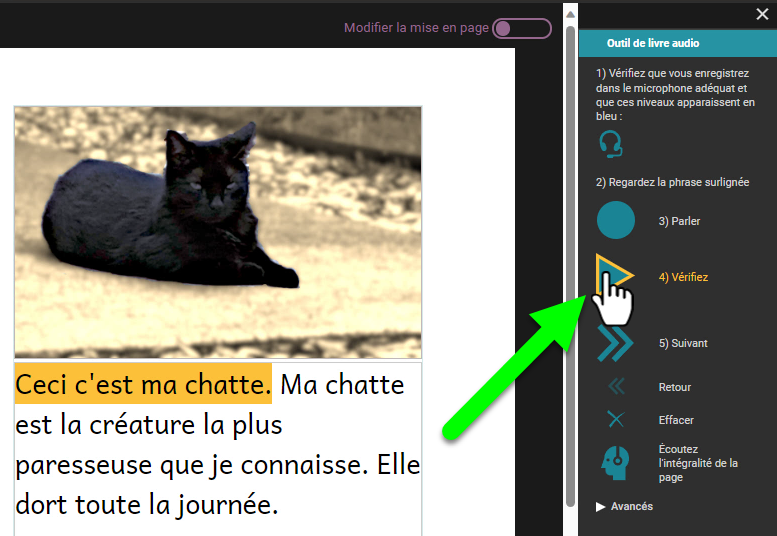 Modifier la mise en page
Ceci c'est ma chatte. Ma chatte
est la créature la plus
paresseuse que je connaisse. Elle
dort toute la journée.
Outil de livre audio
1) Vérifiez que vous enregistrez
dans le microphone adéquat et
que ces niveaux apparaissent en
bleu :
2) Regardez la phrase surlignée
3) Parler
4) Vérifiez
5) Suivant
Retour
Effacer
Écoutez
l'intégralité de la
page
Avancés